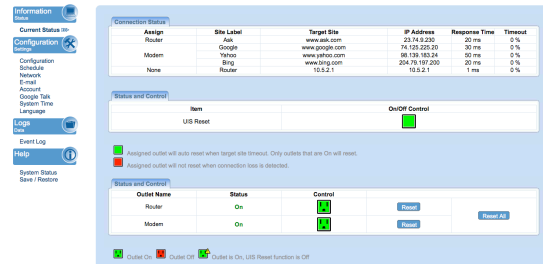 Information
Status
Current Status
Configuration
Settings
Configuration
Schedule
Network
E-mail
Account
Google Talk
System Time
Language
Logs
Data
Event Log
Help
System Status
Save / Restore
Connection Status
Assign Site Label Target Site IP Address Response Time Timeout
Router Ask www.ask.com 23.74.9.230 20 ms 0 %
Google www.google.com 74.125.225.20 30 ms 0 %
Modem Yahoo www.yahoo.com 98.139.183.24 50 ms 0 %
Bing www.bing.com 204.79.197.200 20 ms 0 %
None Router 10.5.2.1 10.5.2.1 1 ms 0 %
Status and Control
Item On/Off Control
UIS Reset
Assigned outlet will auto reset when target site timeout. Only outlets that are On will reset.
Assigned outlet will not reset when connection loss is detected.
Status and Control
Outlet Name Status Control
Router On Reset
Reset All
Modem On Reset
Outlet On Outlet Off Outlet is On, UIS Reset function is Off